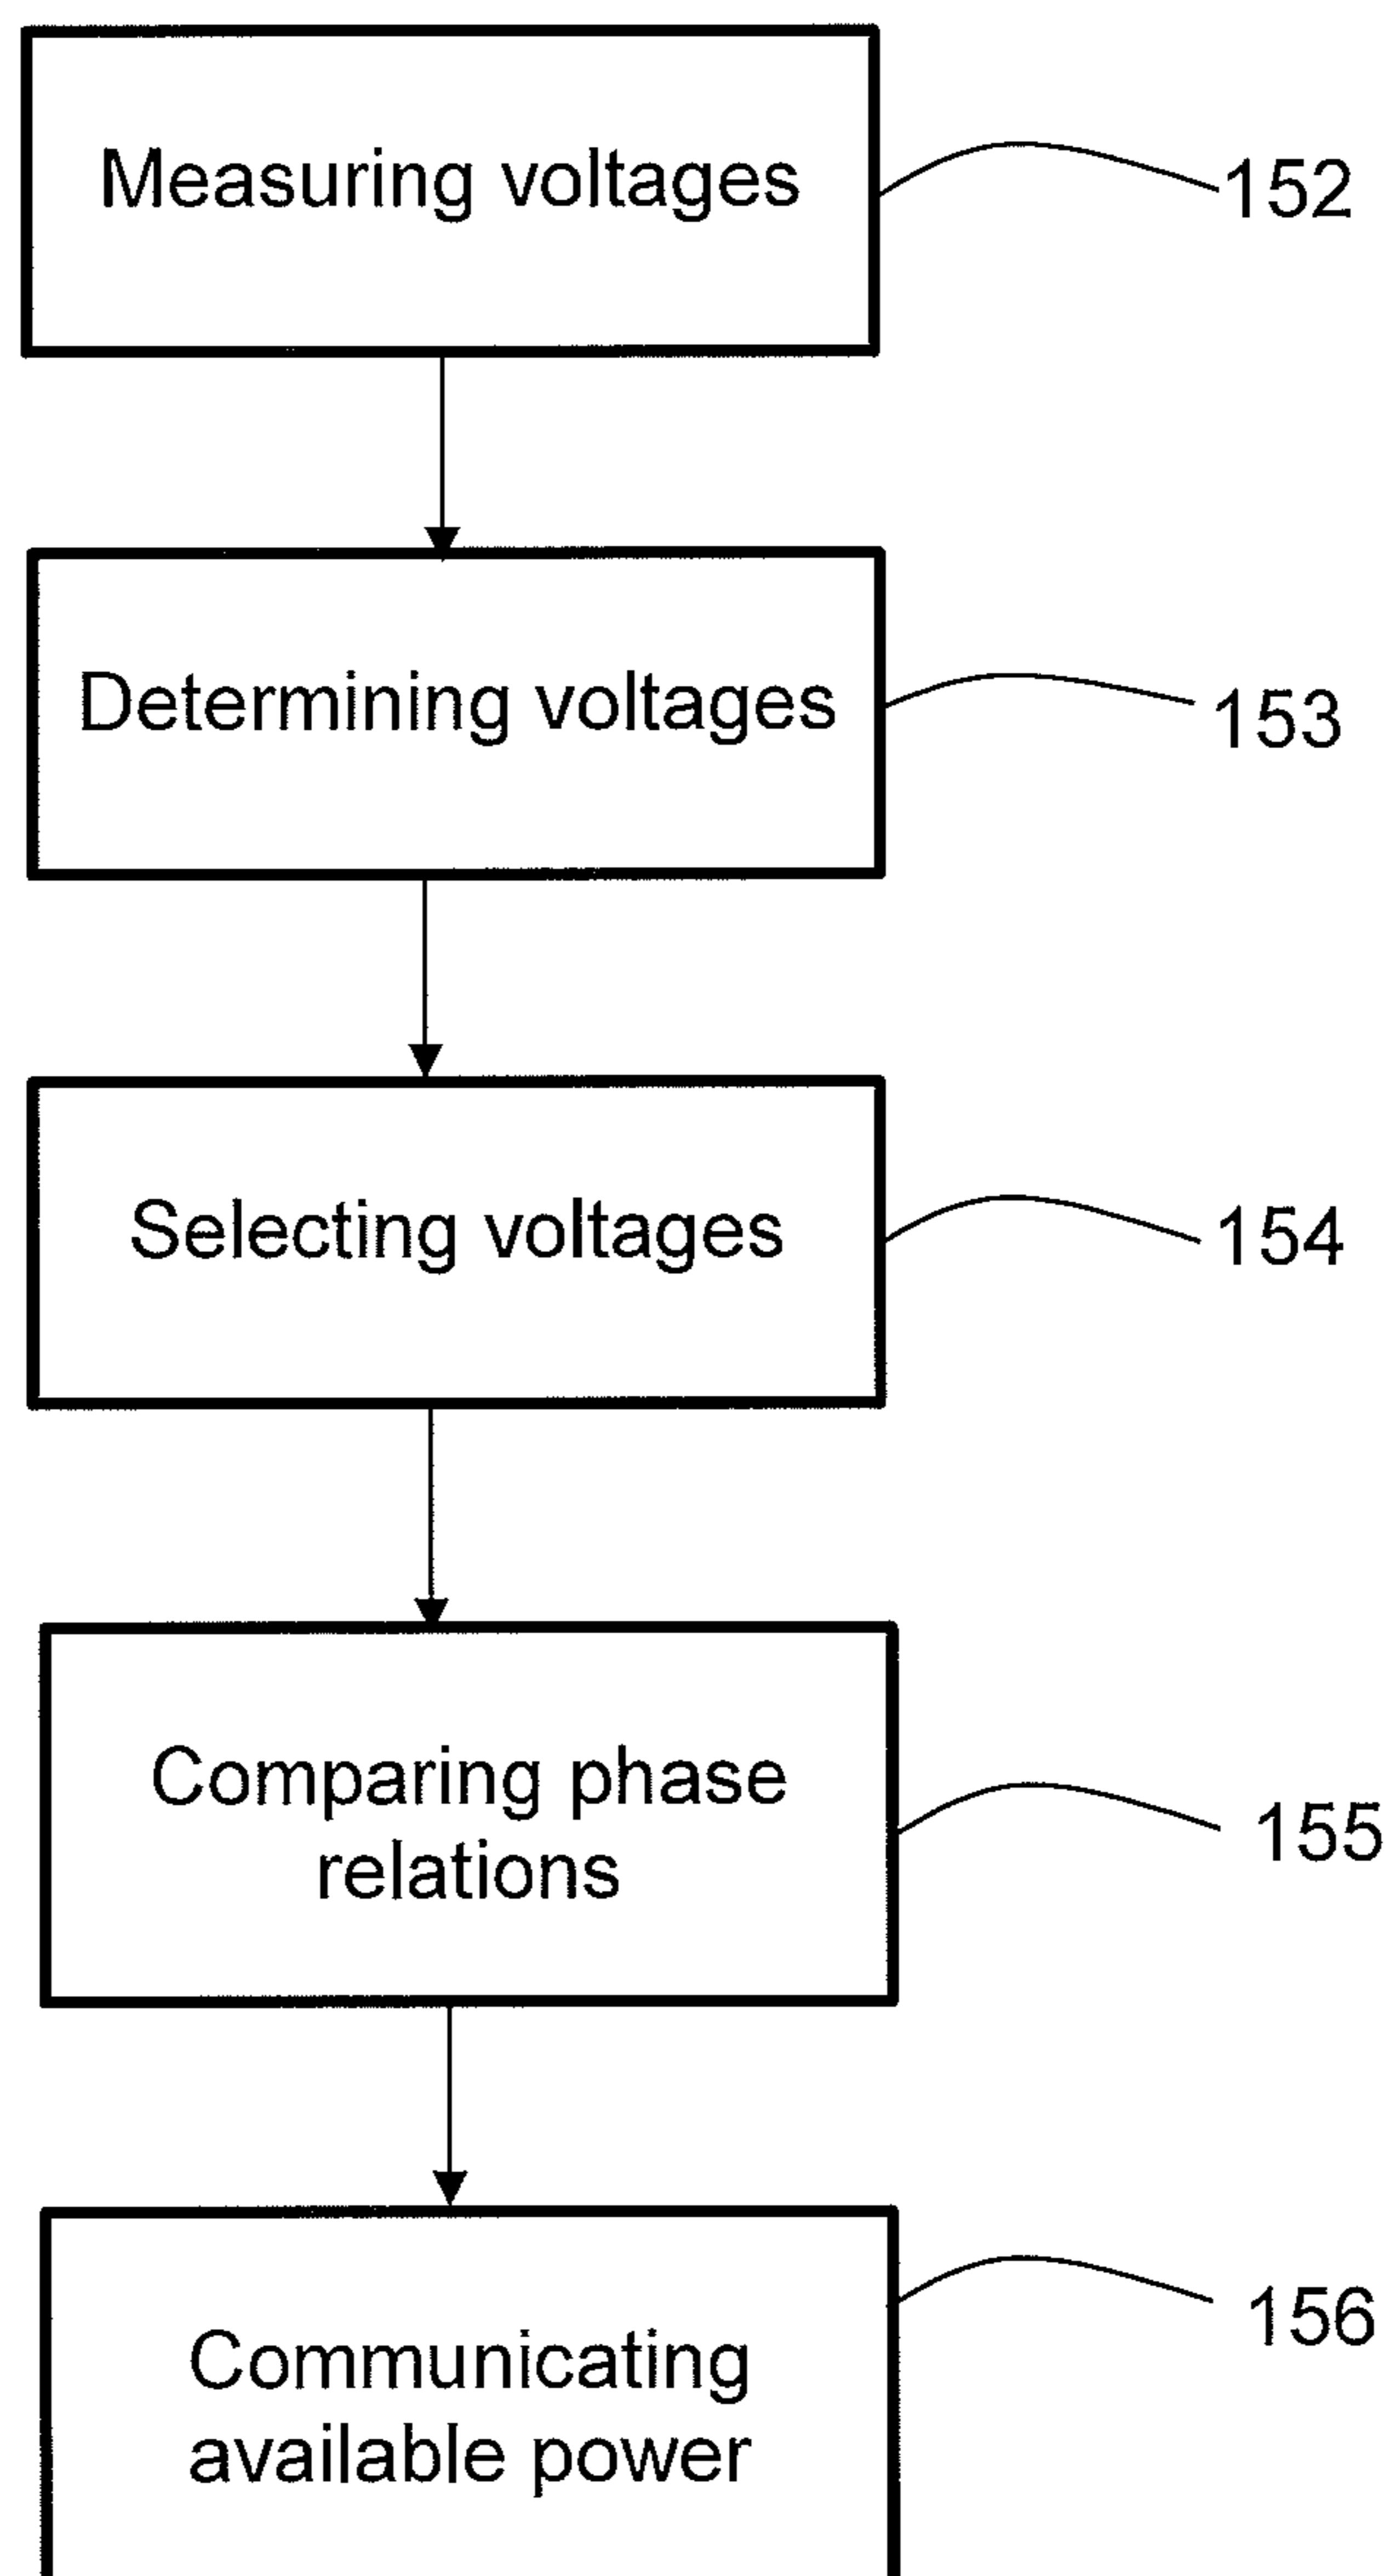 Measuring voltages
152
Determining voltages
153
Selecting voltages
154
Comparing phase
relations
155
Communicating
available power
156